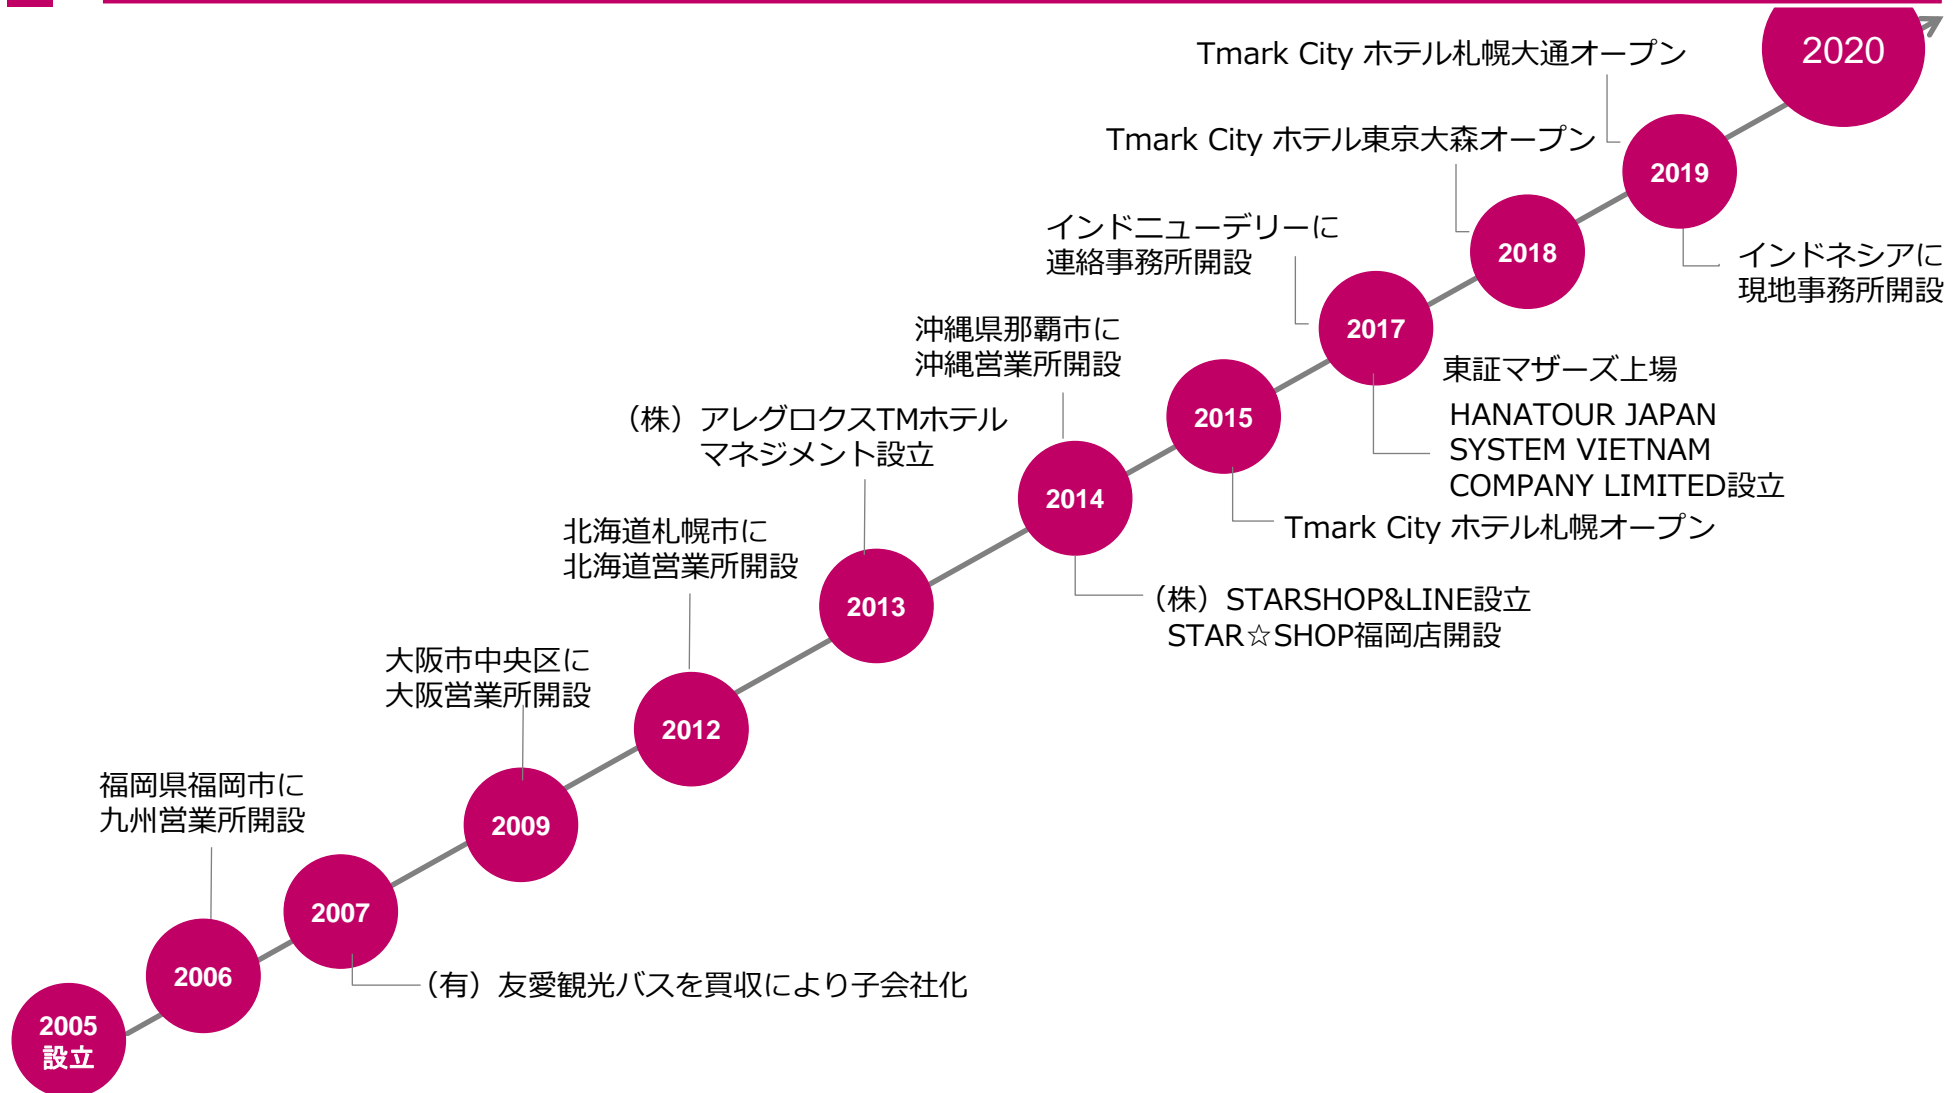 2020
Tmark City ホテル札幌大通オープン
Tmark City ホテル東京大森オープン
2019
インドニューデリーに
連絡事務所開設
2018
インドネシアに
現地事務所開設
沖縄県那覇市に
沖縄営業所開設
2017
東証マザーズ上場
HANATOUR JAPAN
SYSTEM VIETNAM
COMPANY LIMITED設立
（株）アレグロクスTMホテル
マネジメント設立
2015
Tmark City ホテル札幌オープン
2014
北海道札幌市に
北海道営業所開設
（株）STARSHOP&LINE設立
STAR☆SHOP福岡店開設
2013
大阪市中央区に
大阪営業所開設
2012
福岡県福岡市に
九州営業所開設
2009
2007
（有）友愛観光バスを買収により子会社化
2006
2005
設立